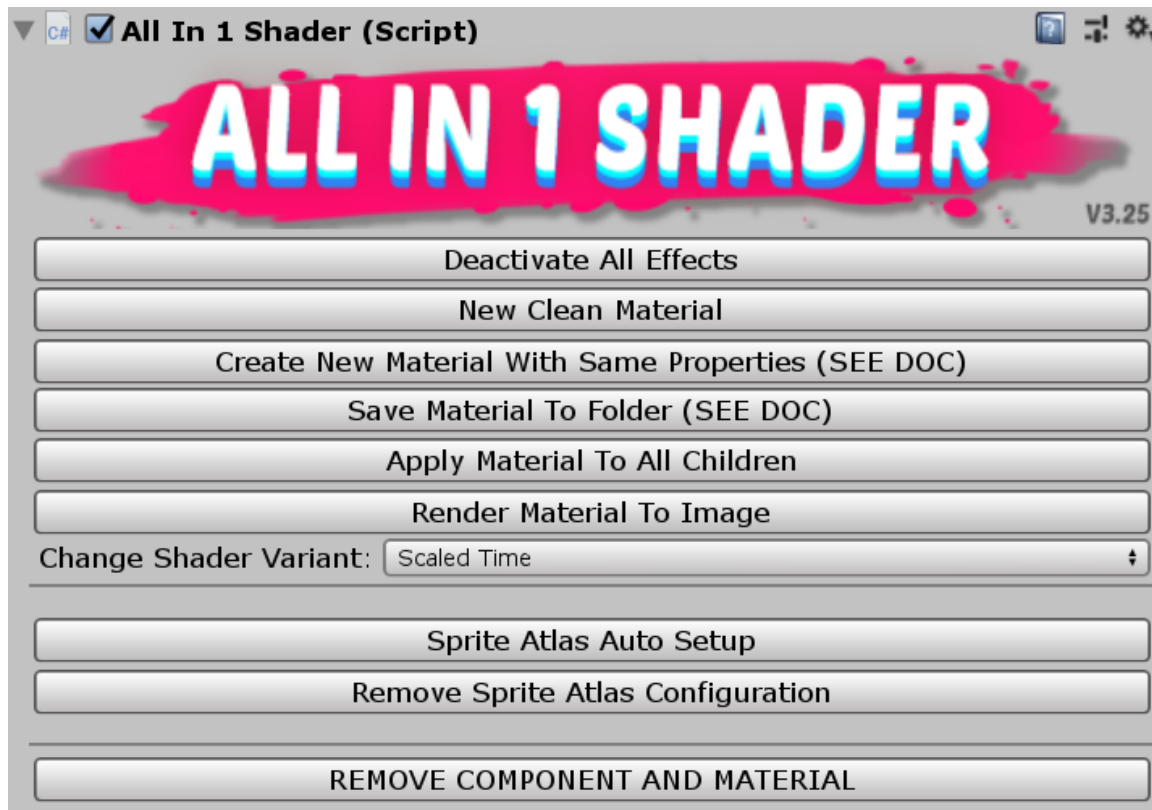 C# All In 1 Shader (Script)
ALL IN 1 SHADER
V3.25
Deactivate All Effects
New Clean Material
Create New Material With Same Properties (SEE DOC)
Save Material To Folder (SEE DOC)
Apply Material To All Children
Render Material To Image
Change Shader Variant: Scaled Time
Sprite Atlas Auto Setup
Remove Sprite Atlas Configuration
REMOVE COMPONENT AND MATERIAL